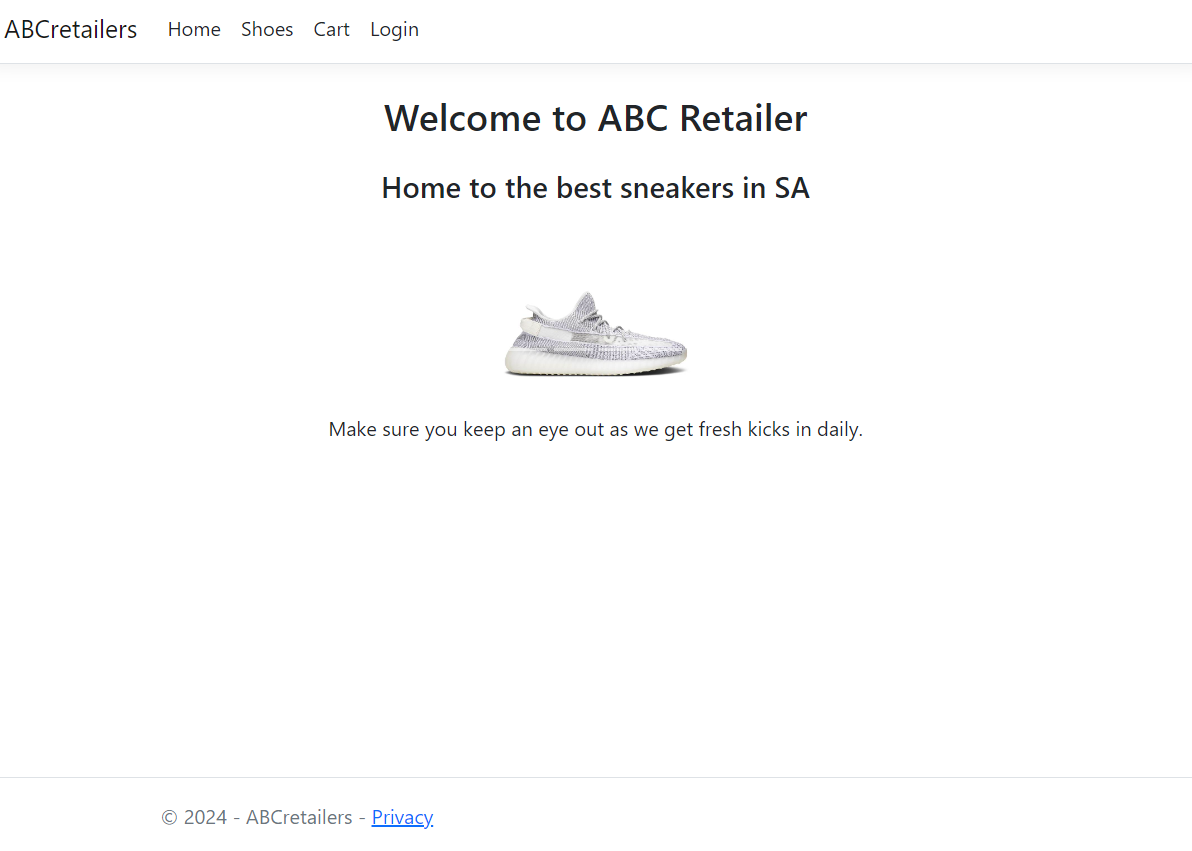 ABCretailers Home Shoes Cart Login
Welcome to ABC Retailer
Home to the best sneakers in SA
Make sure you keep an eye out as we get fresh kicks in daily.
© 2024 - ABCretailers - Privacy